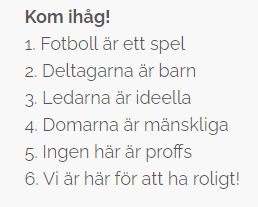 Kom ihåg!
1. Fotboll är ett spel
2. Deltagarna är barn
3. Ledarna är ideella
4. Domarna är mänskliga
5. Ingen här är proffs
6. Vi är här för att ha roligt!